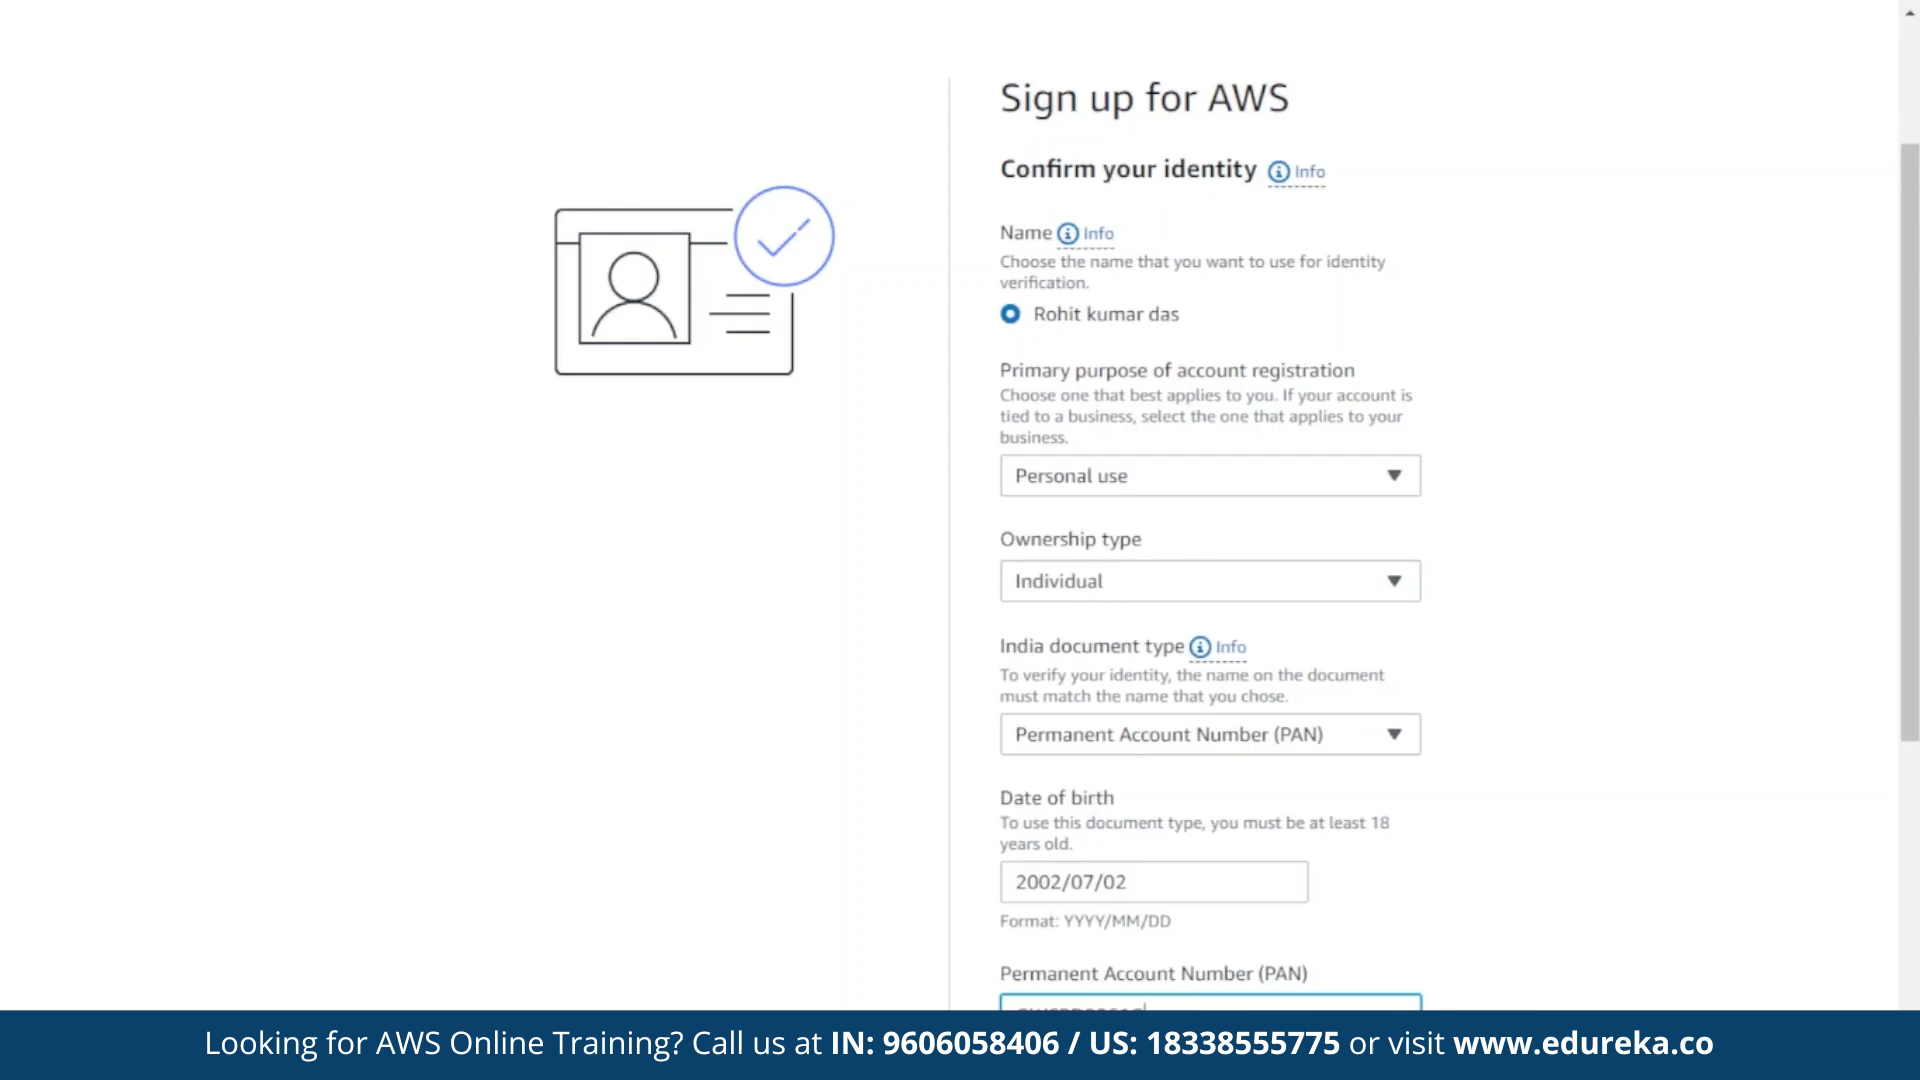 Sign up for AWS
Confirm your identity Info
Name Info
Choose the name that you want to use for identity
verification.
Rohit kumar das
Primary purpose of account registration
Choose one that best applies to you. If your account is
tied to a business, select the one that applies to your
business.
Personal use
Ownership type
Individual
India document type Info
To verify your identity, the name on the document
must match the name that you chose.
Permanent Account Number (PAN)
Date of birth
To use this document type, you must be at least 18
years old.
2002/07/02
Format: YYYY/MM/DD
Permanent Account Number (PAN)
Looking for AWS Online Training? Call us at IN: 9606058406 / US: 18338555775 or visit www.edureka.co